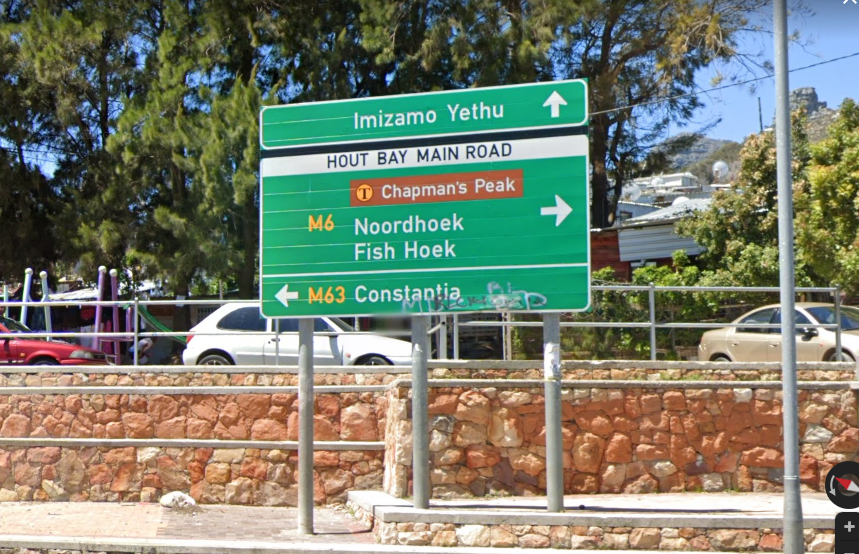 Imizamo Yethu
HOUT BAY MAIN ROAD
T Chapman's Peak
M6 Noordhoek
Fish Hoek
M63 Constantia